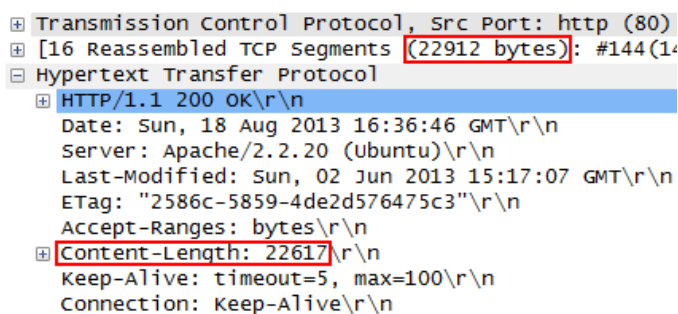 Transmission Control Protocol, Src Port: http (80)
[16 Reassembled TCP Segments (22912 bytes): #144(14
Hypertext Transfer Protocol
HTTP/1.1 200 OK\r\n
Date: Sun, 18 Aug 2013 16:36:46 GMT\r\n
Server: Apache/2.2.20 (Ubuntu)\r\n
Last-Modified: Sun, 02 Jun 2013 15:17:07 GMT\r\n
ETag: "2586c-5859-4de2d576475c3"\r\n
Accept-Ranges: bytes\r\n
Content-Length: 22617\r\n
Keep-Alive: timeout=5, max=100\r\n
Connection: Keep-Alive\r\n